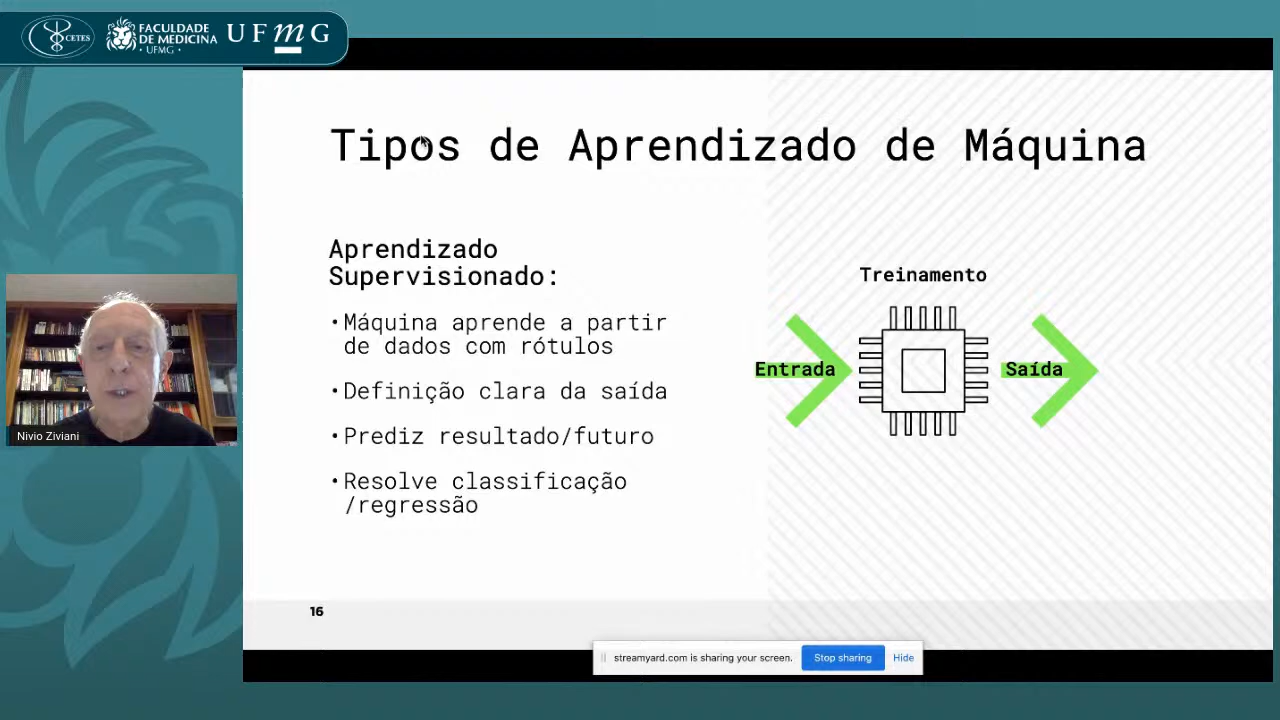 CETES
FACULDADE
DE MEDICINA
• UFMG •
UFMG
Tipos de Aprendizado de Máquina
Aprendizado
Supervisionado:
•Máquina aprende a partir
de dados com rótulos
•Definição clara da saída
•Prediz resultado/futuro
•Resolve classificação
/regressão
Treinamento
Entrada
Saída
Nivio Ziviani
16
streamyard.com is sharing your screen.
Stop sharing
Hide